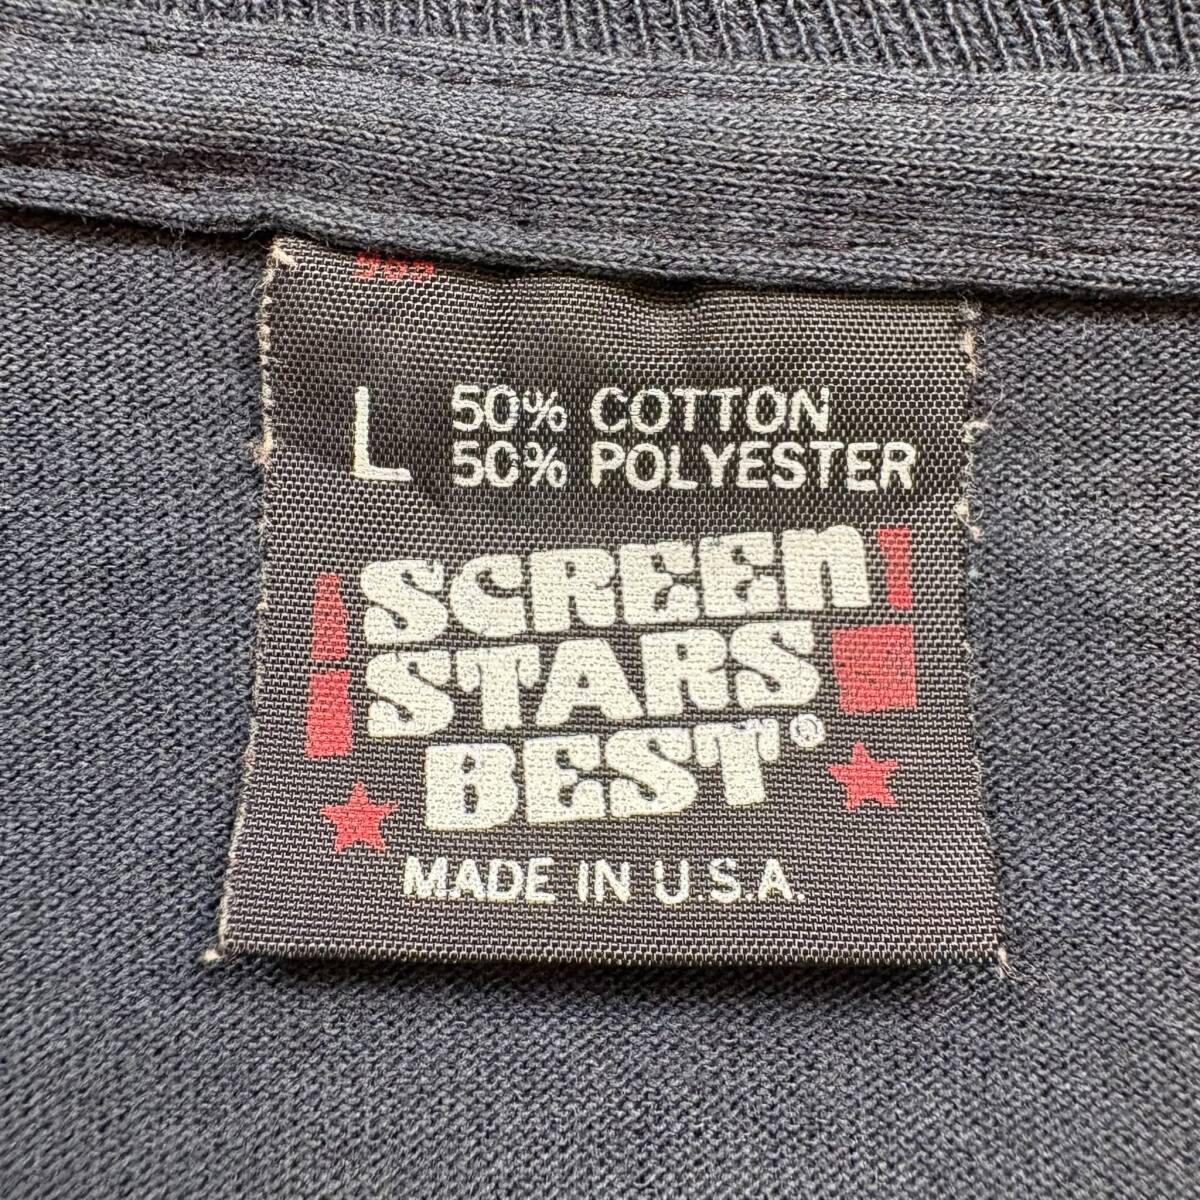 L 50% COTTON
50% POLYESTER
SCREEN
STARS
BEST®
MADE IN U.S.A.